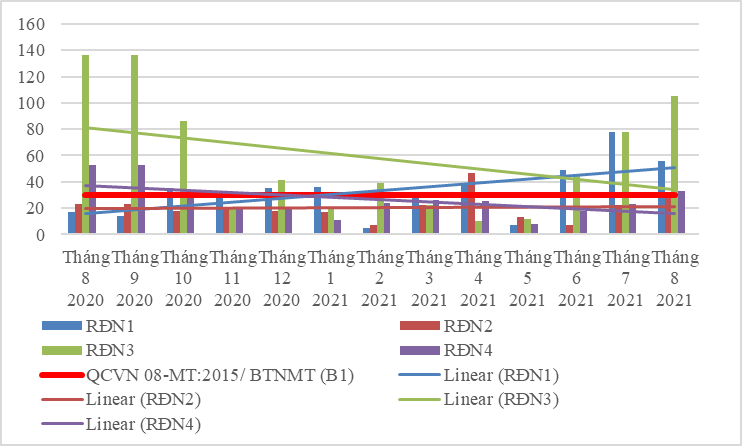 160
140
120
100
80
60
40
20
0
Tháng Tháng Tháng Tháng Tháng Tháng Tháng Tháng Tháng Tháng Tháng Tháng Tháng
8 9 10 11 12 1 2 3 4 5 6 7 8
2020 2020 2020 2020 2020 2021 2021 2021 2021 2021 2021 2021 2021
RĐN1 RĐN2
RĐN3 RĐN4
QCVN 08-MT:2015/ BTNMT (B1) Linear (RĐN1)
Linear (RĐN2) Linear (RĐN3)
Linear (RĐN4)